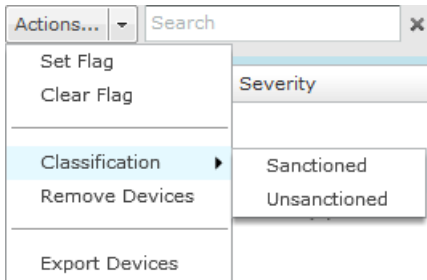 Actions... Search
Set Flag
Clear Flag
Severity
Classification
Sanctioned
Remove Devices
Unsanctioned
Export Devices